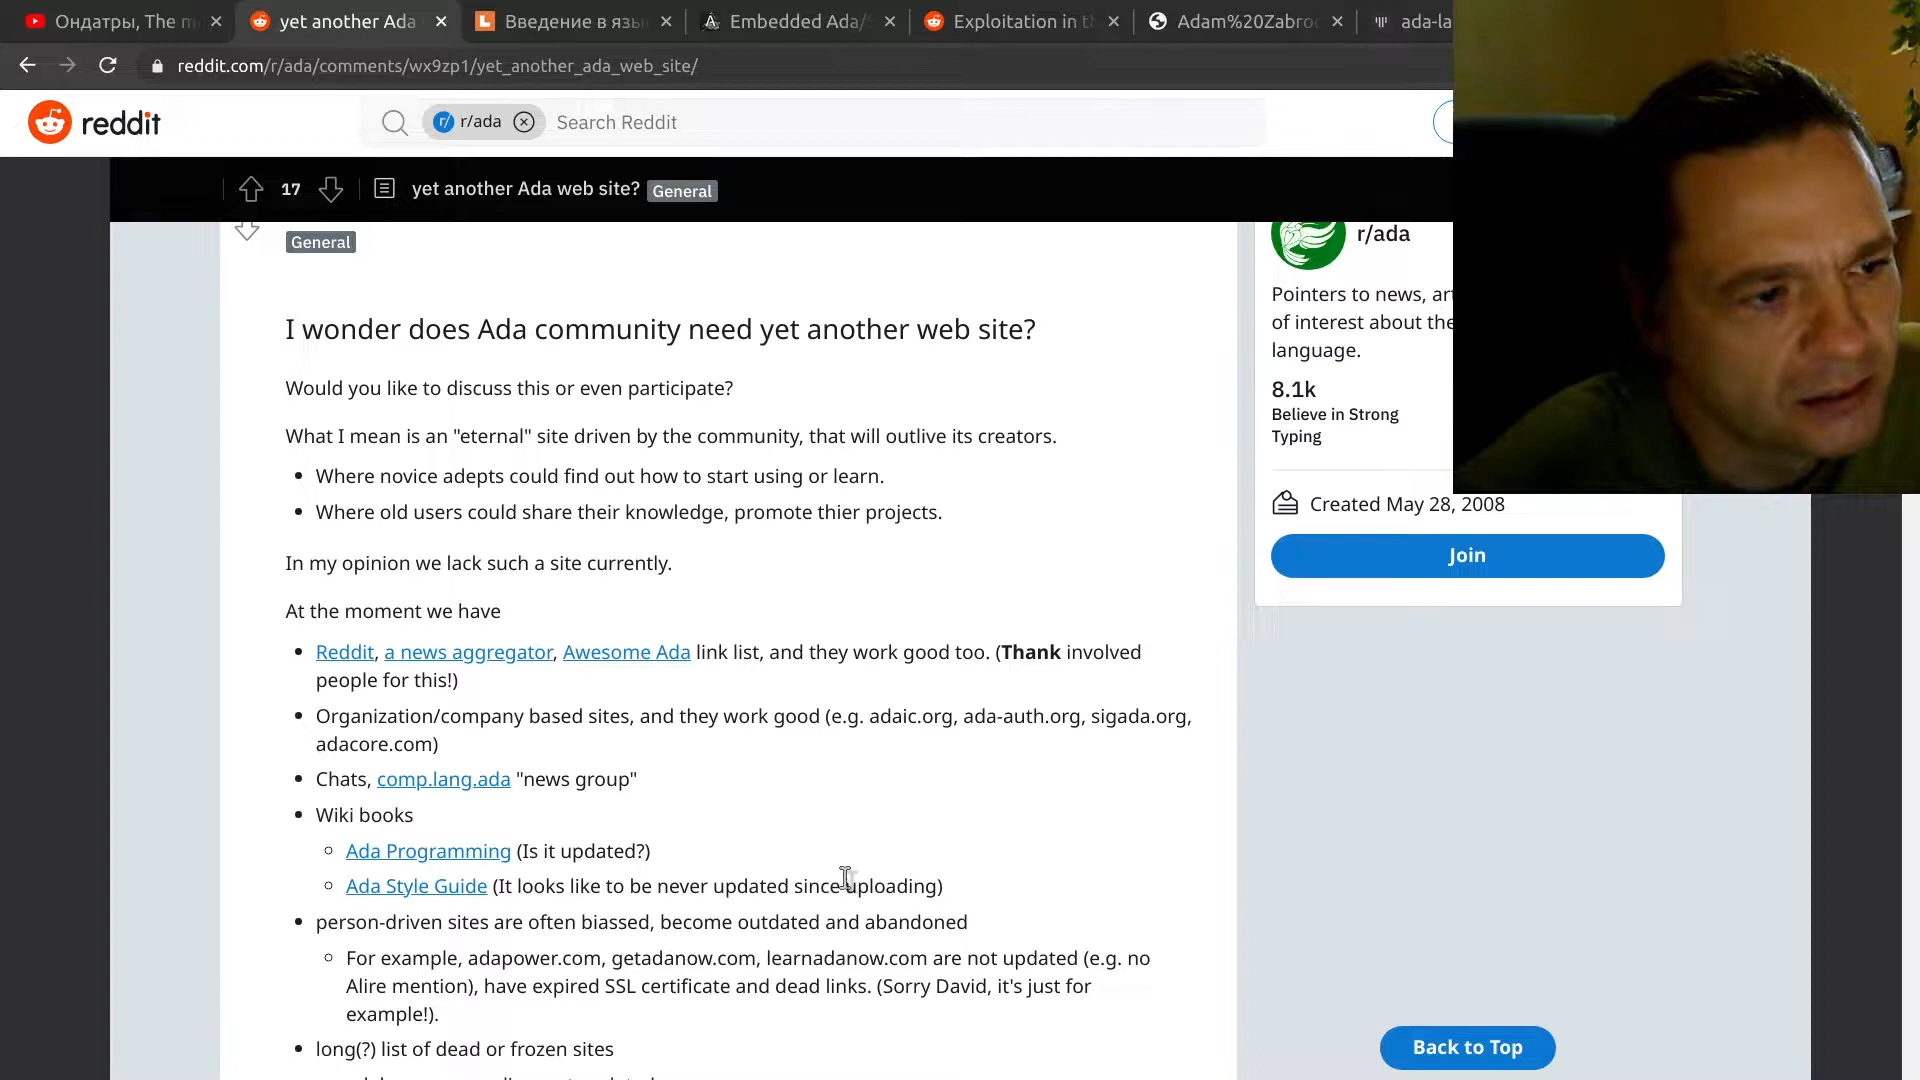 Ондатры, The m
yet another Ada
Введение в язы
Embedded Ada/
Exploitation in t
Adam%20Zabro
ada-la
reddit.com/r/ada/comments/wx9zp1/yet_another_ada_web_site/
reddit
r/ r/ada
Search Reddit
17
yet another Ada web site? General
General
I wonder does Ada community need yet another web site?
Would you like to discuss this or even participate?
What I mean is an "eternal" site driven by the community, that will outlive its creators.
• Where novice adepts could find out how to start using or learn.
• Where old users could share their knowledge, promote thier projects.
In my opinion we lack such a site currently.
At the moment we have
• Reddit, a news aggregator, Awesome Ada link list, and they work good too. (Thank involved
people for this!)
• Organization/company based sites, and they work good (e.g. adaic.org, ada-auth.org, sigada.org,
adacore.com)
• Chats, comp.lang.ada "news group"
• Wiki books
◦ Ada Programming (Is it updated?)
◦ Ada Style Guide (It looks like to be never updated since uploading)
• person-driven sites are often biassed, become outdated and abandoned
◦ For example, adapower.com, getadanow.com, learnadanow.com are not updated (e.g. no
Alire mention), have expired SSL certificate and dead links. (Sorry David, it's just for
example!).
• long(?) list of dead or frozen sites
r/ada
Pointers to news, ar
of interest about the
language.
8.1k
Believe in Strong
Typing
Created May 28, 2008
Join
Back to Top